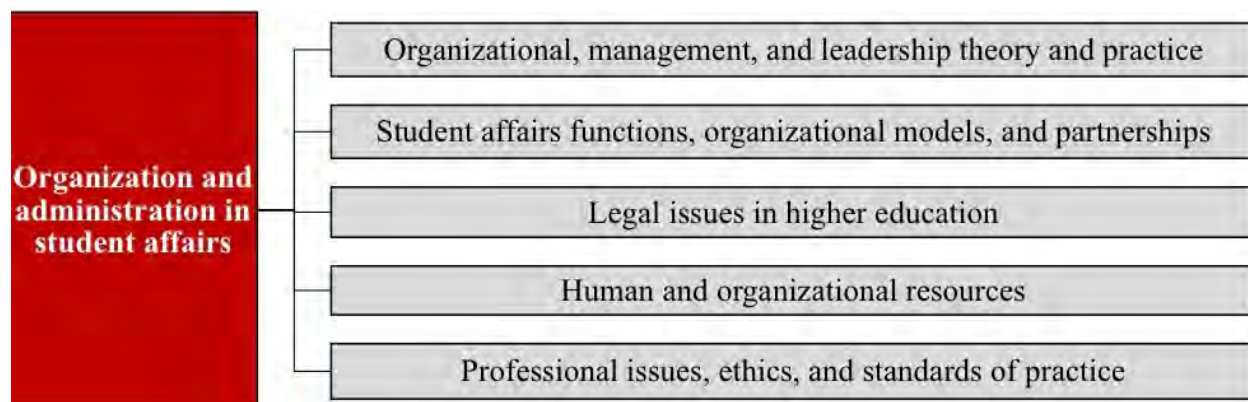 Organization and
administration in
student affairs
Organizational, management, and leadership theory and practice
Student affairs functions, organizational models, and partnerships
Legal issues in higher education
Human and organizational resources
Professional issues, ethics, and standards of practice